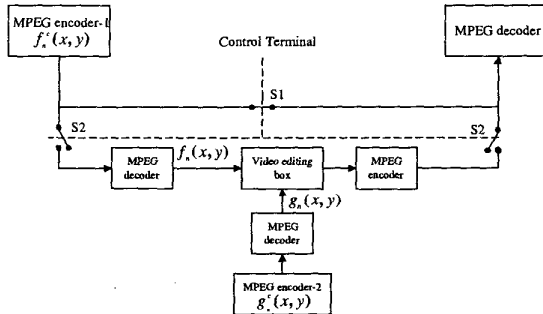 MPEG encoder-1
f_n^c(x, y)
MPEG decoder
Control Terminal
S1
S2
S2
MPEG
decoder
f_n(x, y)
Video editing
box
MPEG
encoder
g_n(x, y)
MPEG
decoder
MPEG encoder-2
g_n^c(x, y)